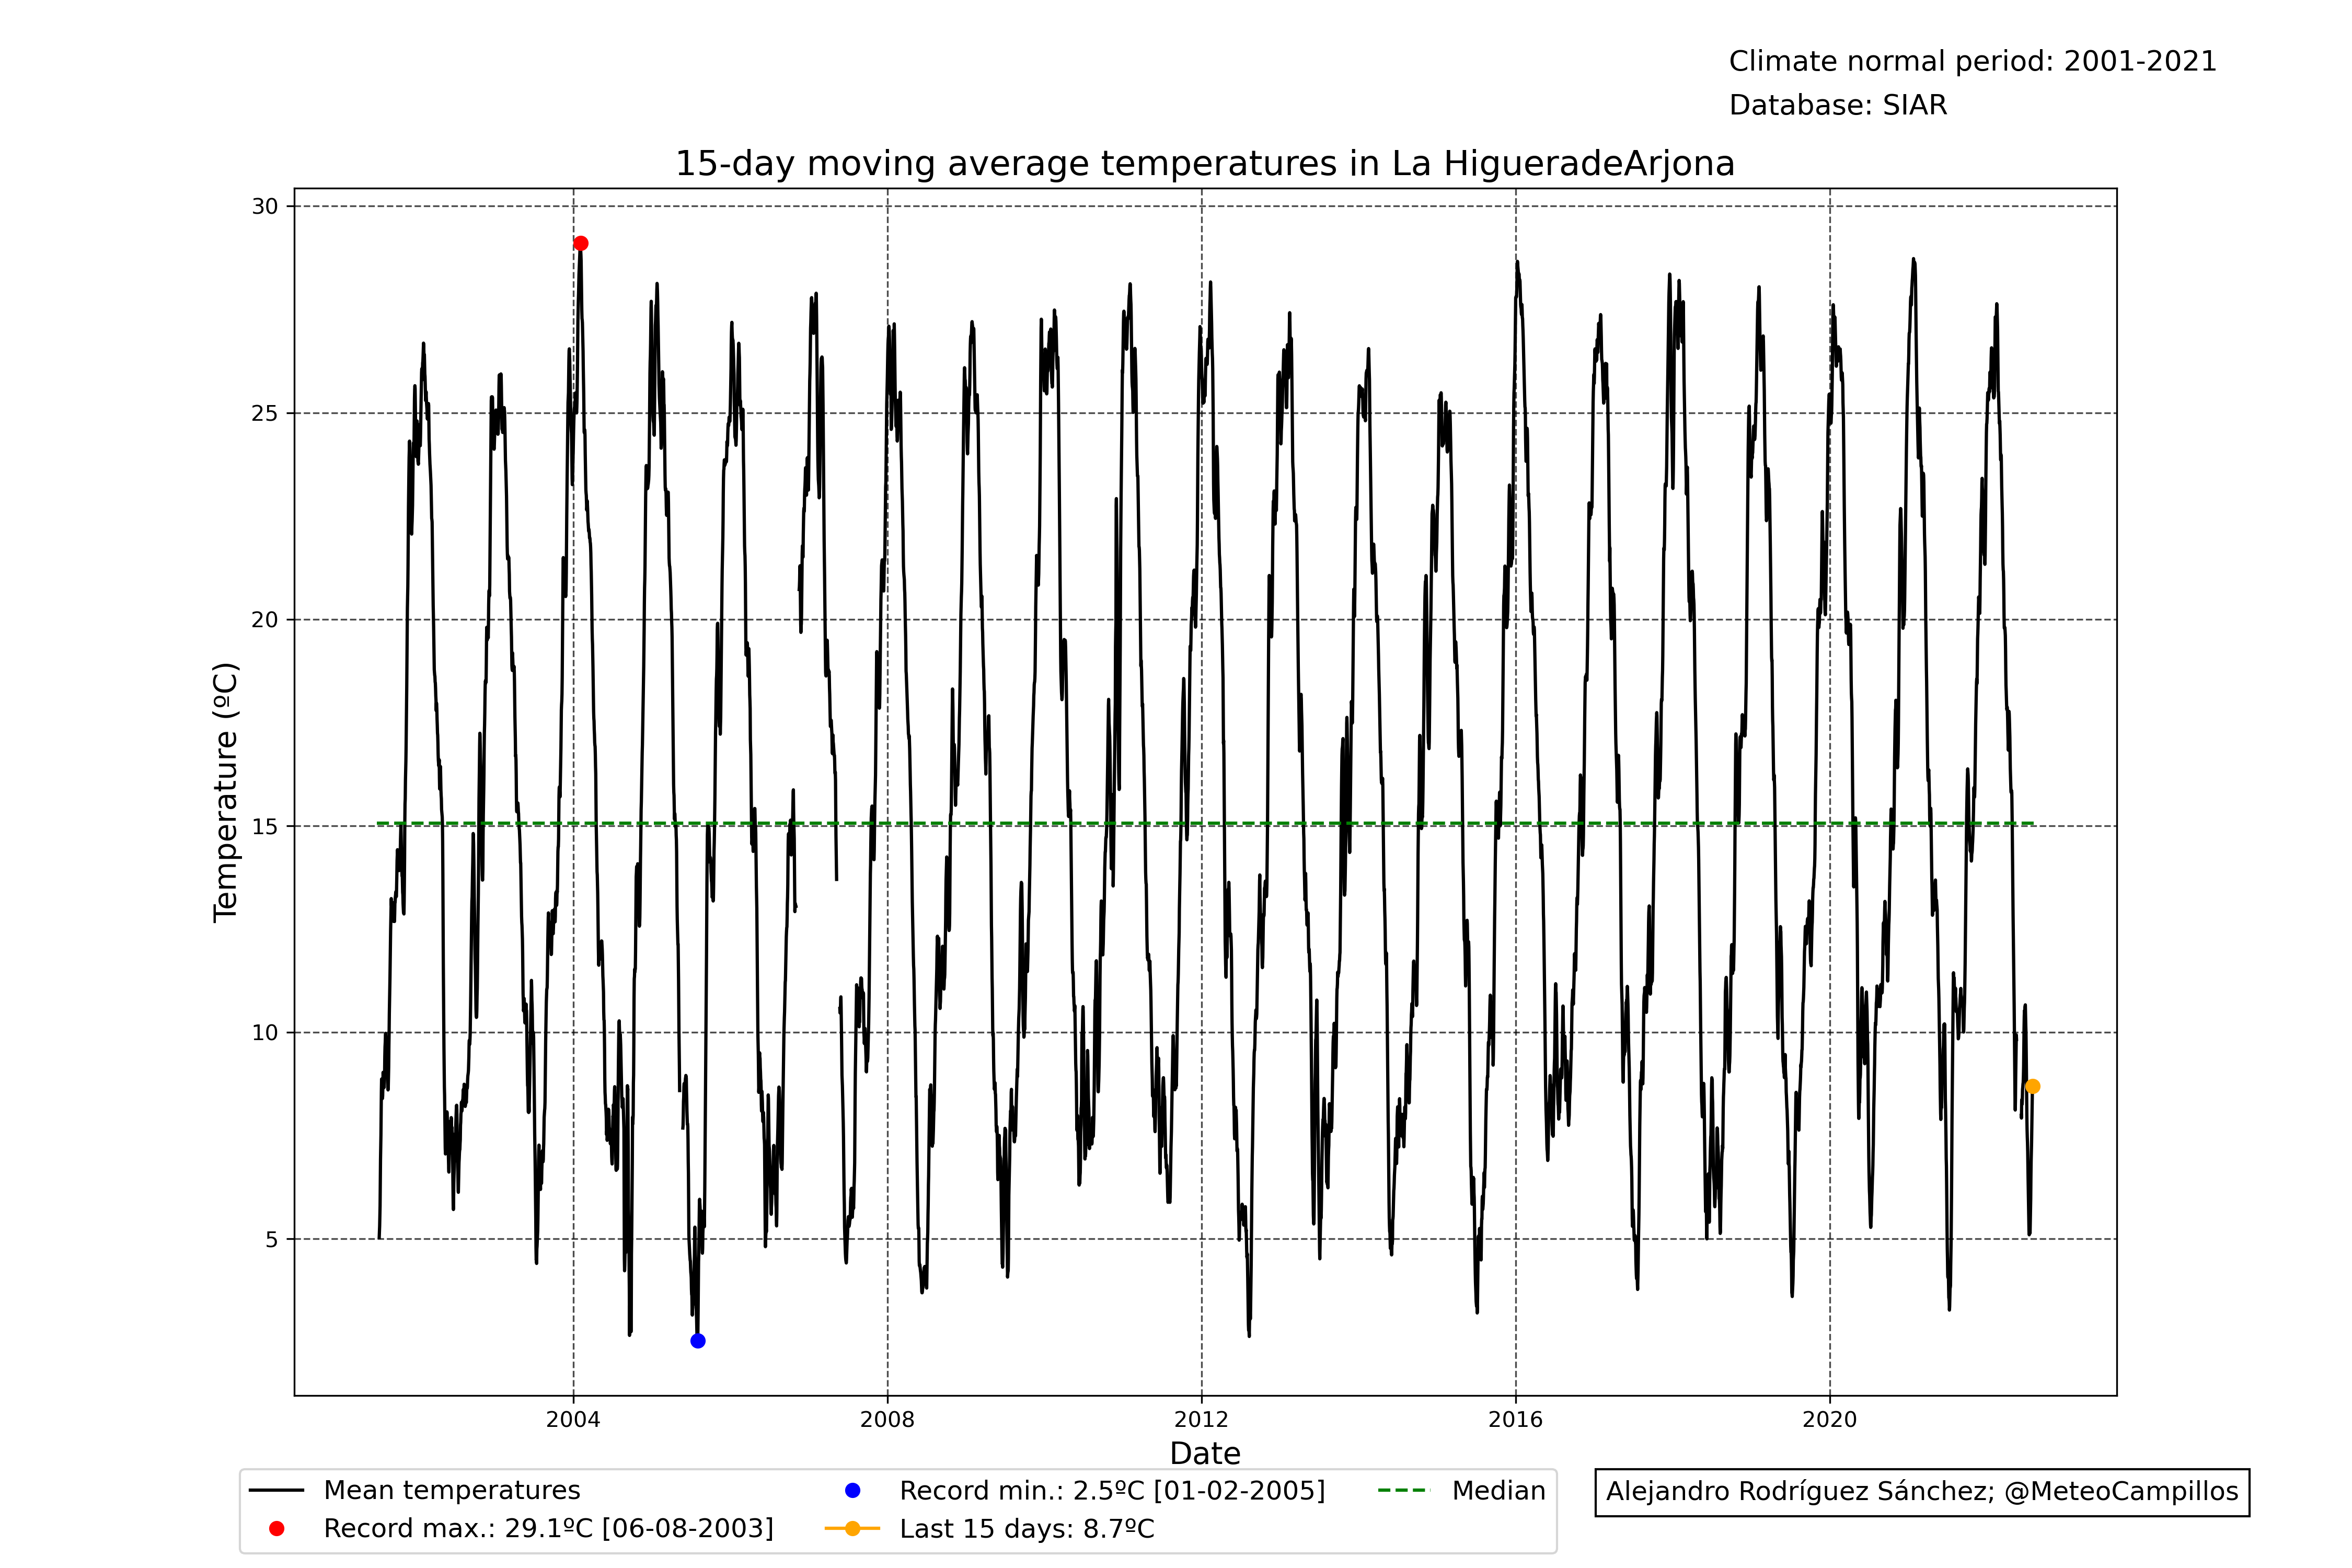 Climate normal period: 2001-2021
Database: SIAR
15-day moving average temperatures in La HigueradeArjona
30
25
20
15
10
5
Temperature (ºC)
2004 2008 2012 2016 2020
Date
Mean temperatures
Record max.: 29.1ºC [06-08-2003]
Record min.: 2.5ºC [01-02-2005]
Last 15 days: 8.7ºC
Median
Alejandro Rodríguez Sánchez; @MeteoCampillos